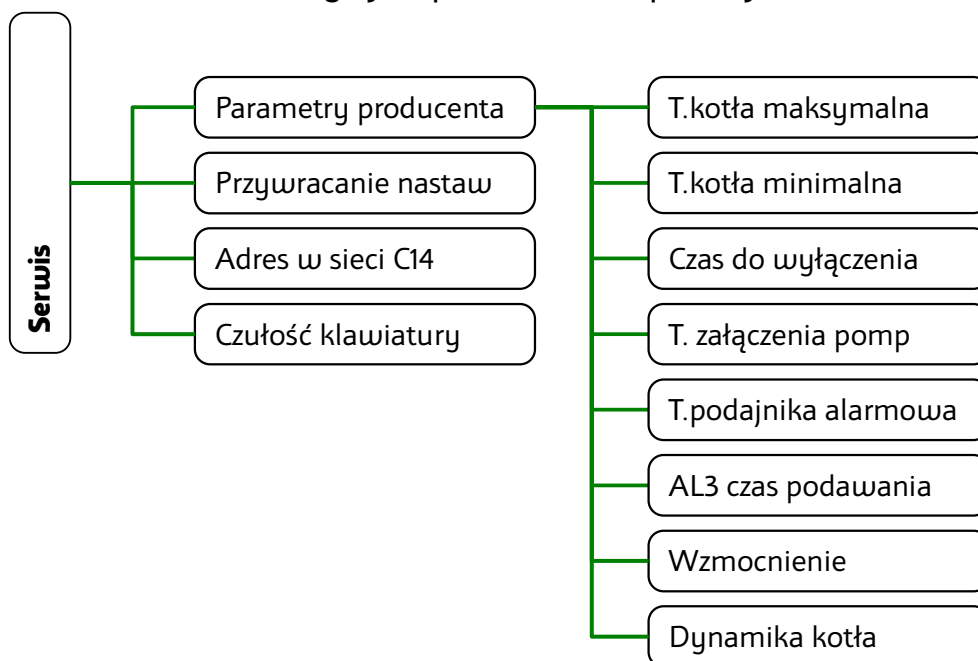 Serwis
Parametry producenta
Przywracanie nastaw
Adres w sieci C14
Czułość klawiatury
T.kotła maksymalna
T.kotła minimalna
Czas do wyłączenia
T. załączenia pomp
T.podajnika alarmowa
AL3 czas podawania
Wzmocnienie
Dynamika kotła